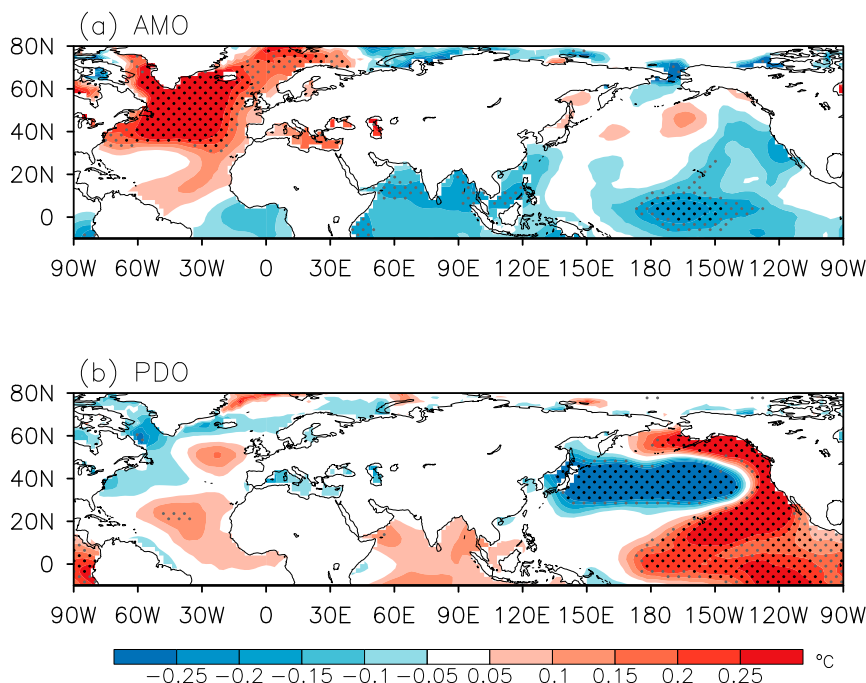 (a) AMO
80N
60N
40N
20N
0
90W 60W 30W 0 30E 60E 90E 120E 150E 180 150W 120W 90W
(b) PDO
80N
60N
40N
20N
0
90W 60W 30W 0 30E 60E 90E 120E 150E 180 150W 120W 90W
°C
-0.25 -0.2 -0.15 -0.1 -0.05 0.05 0.1 0.15 0.2 0.25